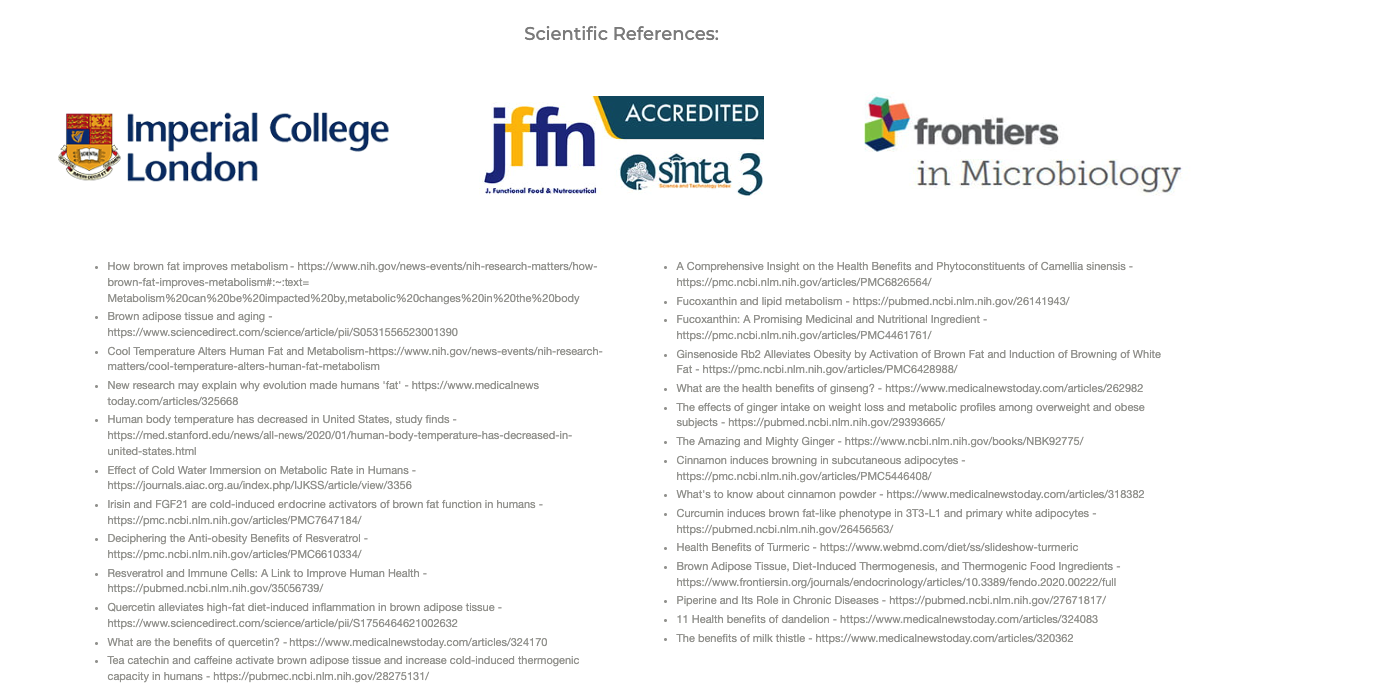 Scientific References:
Imperial College
London
jffn
J. Functional Food & Nutraceutical
ACCREDITED
sinta 3
Science and Technology Index
frontiers
in Microbiology
How brown fat improves metabolism - https://www.nih.gov/news-events/nih-research-matters/how-
brown-fat-improves-metabolism#:~:text=
Metabolism%20can%20be%20impacted%20by,metabolic%20changes%20in%20the%20body
Brown adipose tissue and aging -
https://www.sciencedirect.com/science/article/pii/S0531556523001390
Cool Temperature Alters Human Fat and Metabolism-https://www.nih.gov/news-events/nih-research-
matters/cool-temperature-alters-human-fat-metabolism
New research may explain why evolution made humans 'fat' - https://www.medicalnews
today.com/articles/325668
Human body temperature has decreased in United States, study finds -
https://med.stanford.edu/news/all-news/2020/01/human-body-temperature-has-decreased-in-
united-states.html
Effect of Cold Water Immersion on Metabolic Rate in Humans -
https://journals.aiac.org.au/index.php/IJKSS/article/view/3356
Irisin and FGF21 are cold-induced endocrine activators of brown fat function in humans -
https://pmc.ncbi.nlm.nih.gov/articles/PMC7647184/
Deciphering the Anti-obesity Benefits of Resveratrol -
https://pmc.ncbi.nlm.nih.gov/articles/PMC6610334/
Resveratrol and Immune Cells: A Link to Improve Human Health -
https://pubmed.ncbi.nlm.nih.gov/35056739/
Quercetin alleviates high-fat diet-induced inflammation in brown adipose tissue -
https://www.sciencedirect.com/science/article/pii/S1756464621002632
What are the benefits of quercetin? - https://www.medicalnewstoday.com/articles/324170
Tea catechin and caffeine activate brown adipose tissue and increase cold-induced thermogenic
capacity in humans - https://pubmec.ncbi.nlm.nih.gov/28275131/
A Comprehensive Insight on the Health Benefits and Phytoconstituents of Camellia sinensis -
https://pmc.ncbi.nlm.nih.gov/articles/PMC6826564/
Fucoxanthin and lipid metabolism - https://pubmed.ncbi.nlm.nih.gov/26141943/
Fucoxanthin: A Promising Medicinal and Nutritional Ingredient -
https://pmc.ncbi.nlm.nih.gov/articles/PMC4461761/
Ginsenoside Rb2 Alleviates Obesity by Activation of Brown Fat and Induction of Browning of White
Fat - https://pmc.ncbi.nlm.nih.gov/articles/PMC6428988/
What are the health benefits of ginseng? - https://www.medicalnewstoday.com/articles/262982
The effects of ginger intake on weight loss and metabolic profiles among overweight and obese
subjects - https://pubmed.ncbi.nlm.nih.gov/29393665/
The Amazing and Mighty Ginger - https://www.ncbi.nlm.nih.gov/books/NBK92775/
Cinnamon induces browning in subcutaneous adipocytes -
https://pmc.ncbi.nlm.nih.gov/articles/PMC5446408/
What's to know about cinnamon powder - https://www.medicalnewstoday.com/articles/318382
Curcumin induces brown fat-like phenotype in 3T3-L1 and primary white adipocytes -
https://pubmed.ncbi.nlm.nih.gov/26456563/
Health Benefits of Turmeric - https://www.webmd.com/diet/ss/slideshow-turmeric
Brown Adipose Tissue, Diet-Induced Thermogenesis, and Thermogenic Food Ingredients -
https://www.frontiersin.org/journals/endocrinology/articles/10.3389/fendo.2020.00222/full
Piperine and Its Role in Chronic Diseases - https://pubmed.ncbi.nlm.nih.gov/27671817/
11 Health benefits of dandelion - https://www.medicalnewstoday.com/articles/324083
The benefits of milk thistle - https://www.medicalnewstoday.com/articles/320362